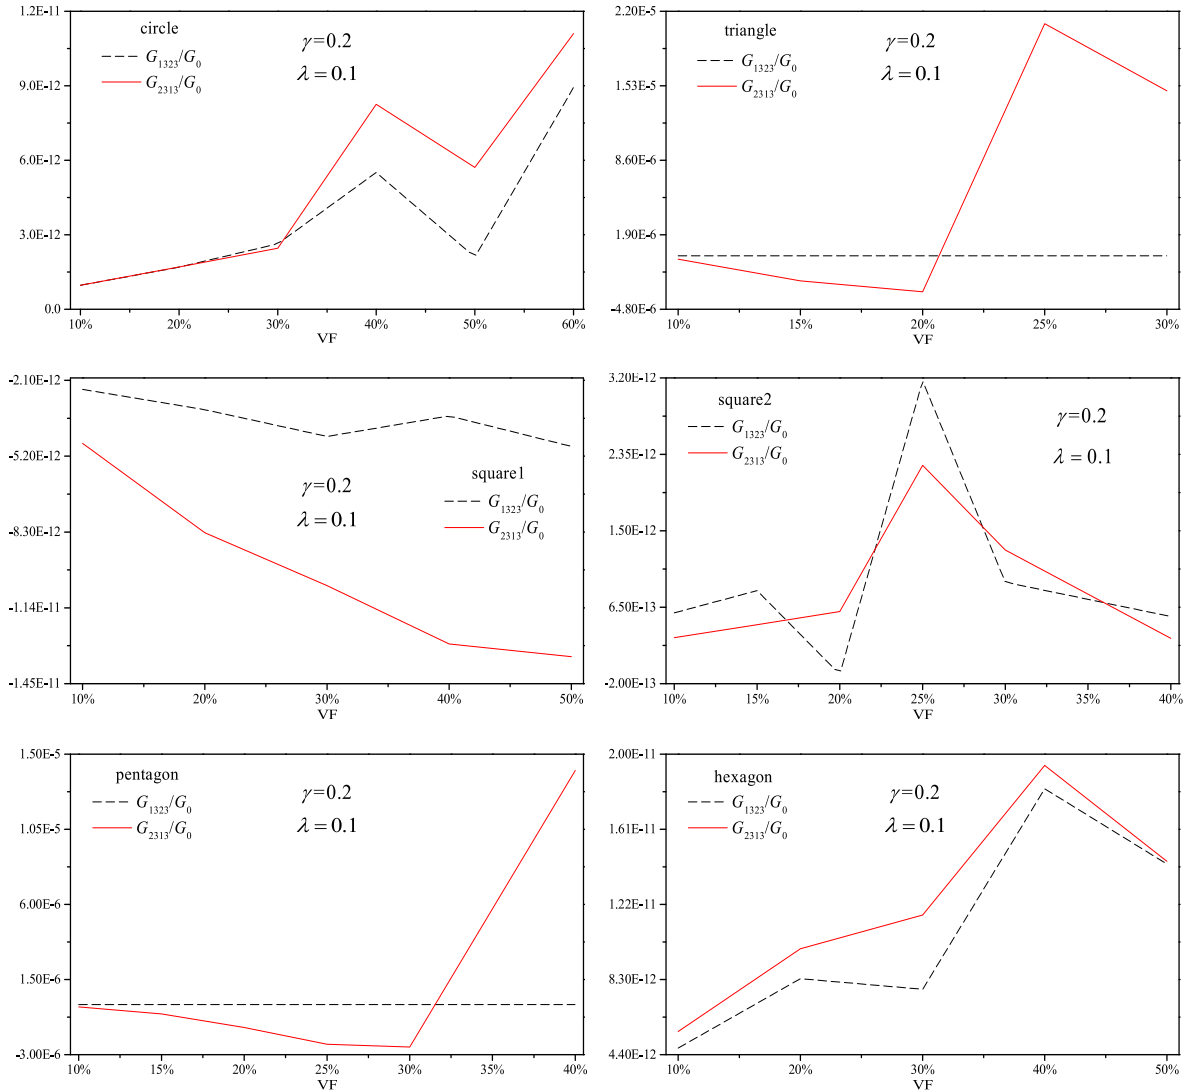 1.2E-11
9.0E-12
6.0E-12
3.0E-12
0.0
circle
G1323/G0
G2313/G0
γ=0.2
λ=0.1
10% 20% 30% 40% 50% 60%
VF
2.20E-5
1.53E-5
8.60E-6
1.90E-6
-4.80E-6
triangle
G1323/G0
G2313/G0
γ=0.2
λ=0.1
10% 15% 20% 25% 30%
VF
-2.10E-12
-5.20E-12
-8.30E-12
-1.14E-11
-1.45E-11
γ=0.2
λ=0.1
square1
G1323/G0
G2313/G0
10% 20% 30% 40% 50%
VF
3.20E-12
2.35E-12
1.50E-12
6.50E-13
-2.00E-13
square2
G1323/G0
G2313/G0
γ=0.2
λ=0.1
10% 15% 20% 25% 30% 35% 40%
VF
1.50E-5
1.05E-5
6.00E-6
1.50E-6
-3.00E-6
pentagon
G1323/G0
G2313/G0
γ=0.2
λ=0.1
10% 15% 20% 25% 30% 35% 40%
VF
2.00E-11
1.61E-11
1.22E-11
8.30E-12
4.40E-12
hexagon
G1323/G0
G2313/G0
γ=0.2
λ=0.1
10% 20% 30% 40% 50%
VF